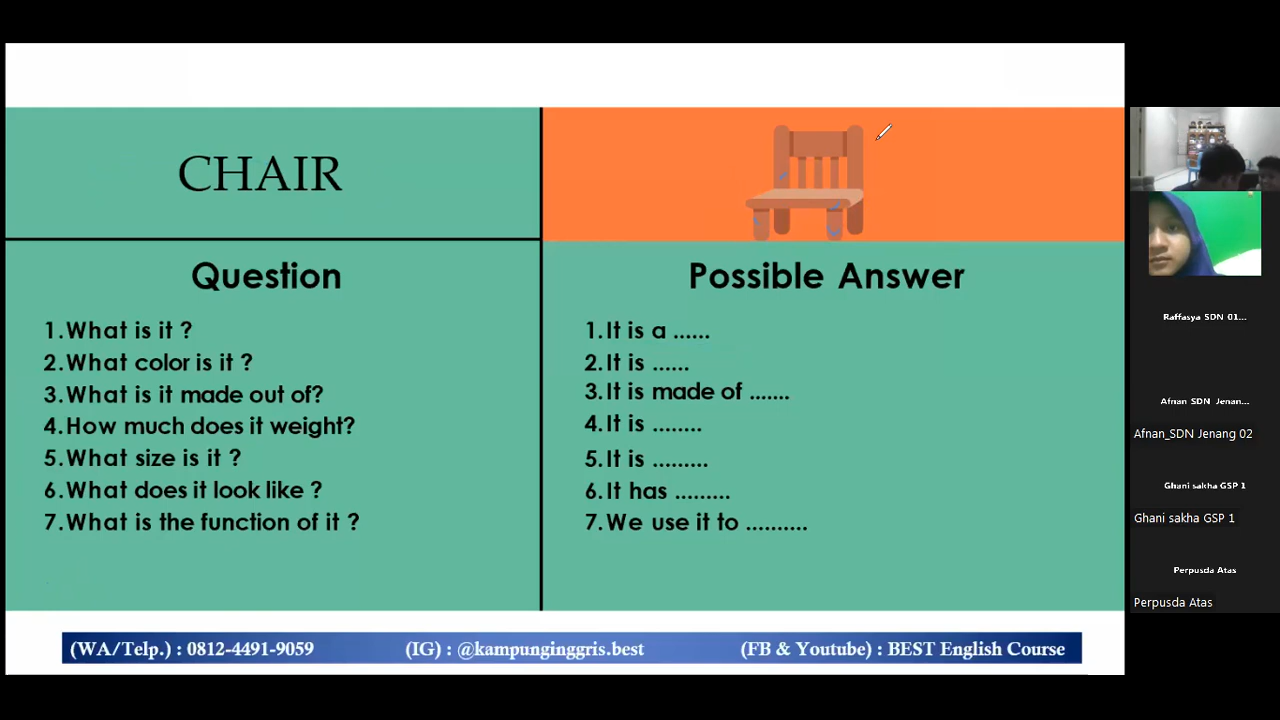 CHAIR
Question
1.What is it ?
2.What color is it ?
3.What is it made out of?
4.How much does it weight?
5.What size is it ?
6.What does it look like ?
7.What is the function of it ?
Possible Answer
1.It is a ......
2.It is ......
3.It is made of .......
4.It is ........
5.It is .........
6.It has .........
7.We use it to ..........
(WA/Telp.) : 0812-4491-9059 (IG) : @kampunginggris.best (FB & Youtube) : BEST English Course
Raffasya SDN 01...
Afnan SDN Jenan...
Afnan_SDN Jenang 02
Ghani sakha GSP 1
Ghani sakha GSP 1
Perpusda Atas
Perpusda Atas